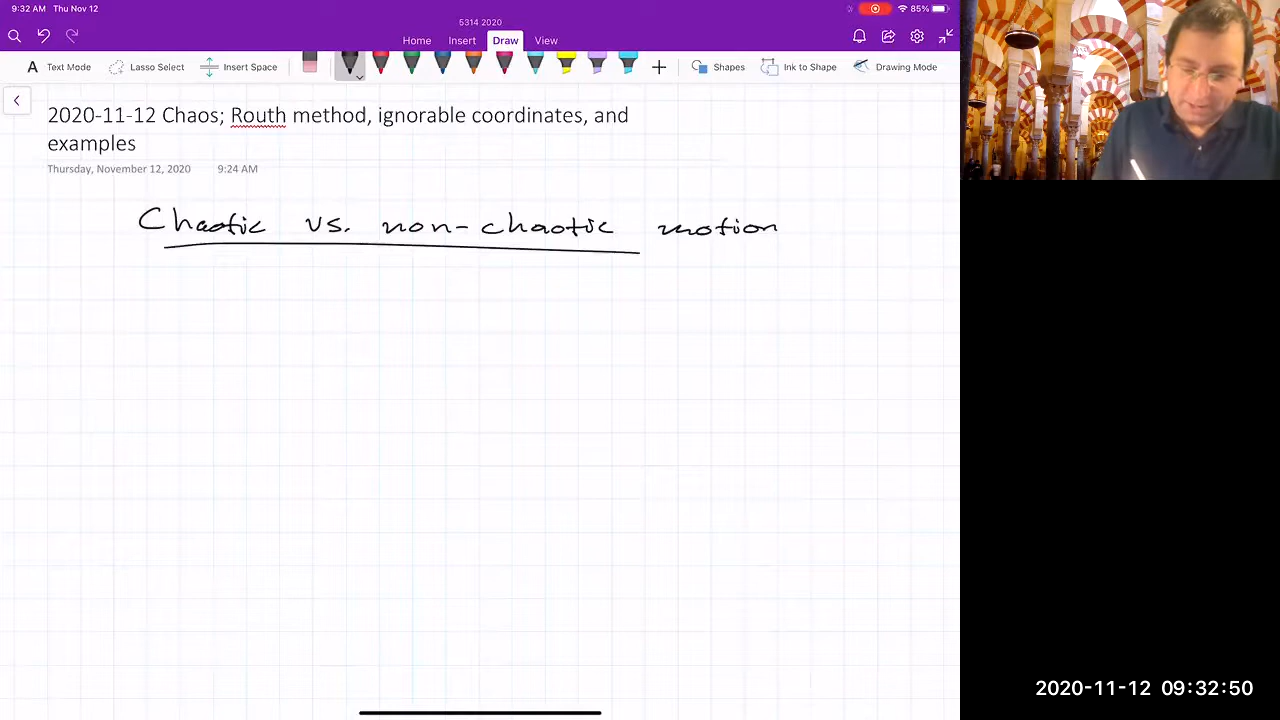 9:32 AM Thu Nov 12
85%
5314 2020
Home Insert Draw View
A Text Mode Lasso Select Insert Space Shapes Ink to Shape Drawing Mode
2020-11-12 Chaos; Routh method, ignorable coordinates, and
examples
Thursday, November 12, 2020 9:24 AM
Chaotic vs. non-chaotic motion
2020-11-12 09:32:50